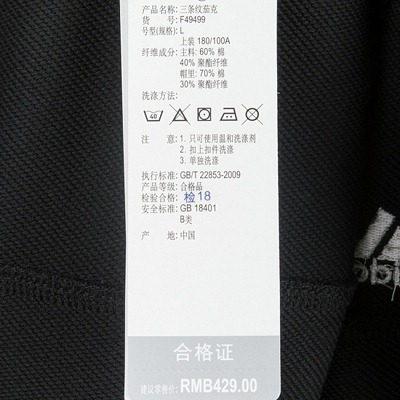 产品名称: 三条纹茄克
货 号: F49499
号型(规格): L
上装 180/100A
纤维成分: 主料: 60% 棉
40% 聚酯纤维
帽里: 70% 棉
30% 聚酯纤维
洗涤方法:
40
注 意: 1. 只可使用温和洗涤剂
2. 扣上扣件洗涤
3. 单独洗涤
执行标准: GB/T 22853-2009
产品等级: 合格品
检验合格: 检18
安全标准: GB 18401
B类
产 地: 中国
合格证
建议零售价: RMB429.00